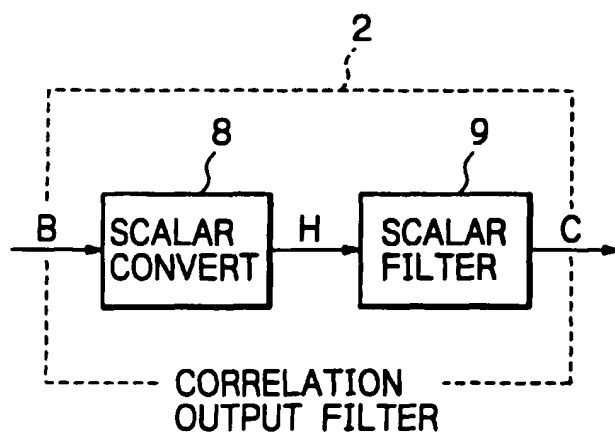 2
8
9
B
SCALAR
CONVERT
H
SCALAR
FILTER
C
CORRELATION
OUTPUT FILTER